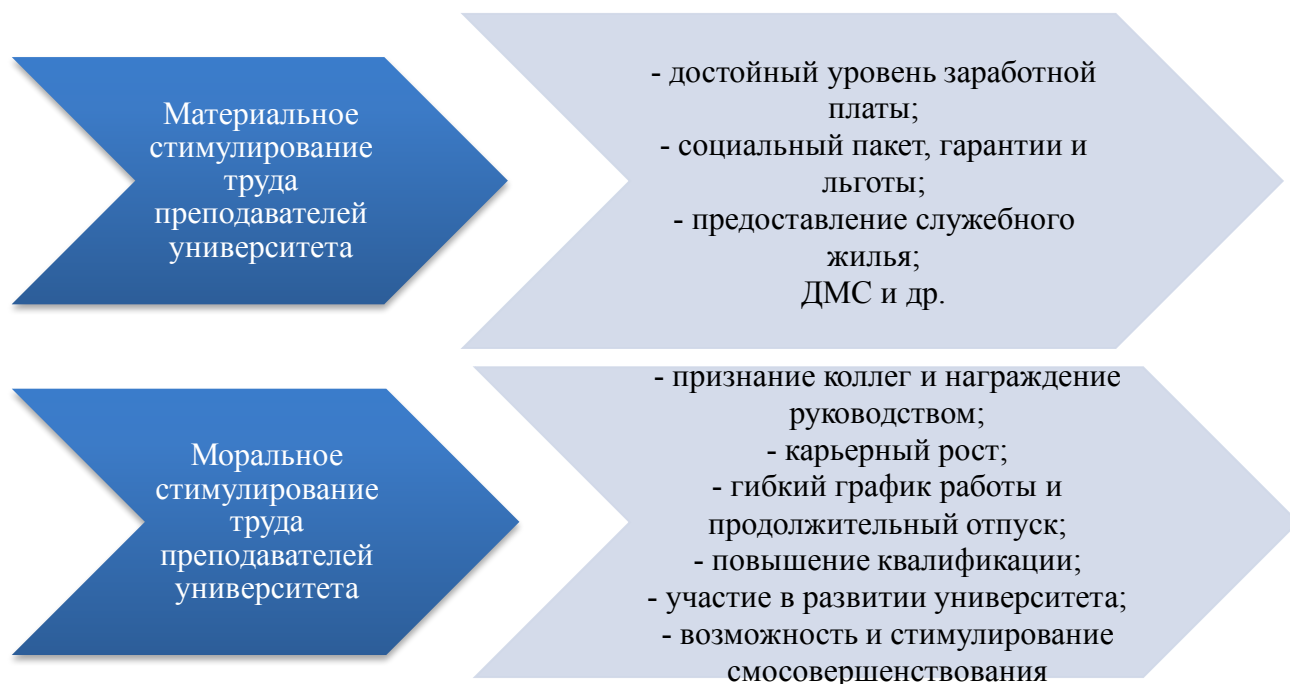 Материальное
стимулирование
труда
преподавателей
университета
- достойный уровень заработной
платы;
- социальный пакет, гарантии и
льготы;
- предоставление служебного
жилья;
ДМС и др.
Моральное
стимулирование
труда
преподавателей
университета
- признание коллег и награждение
руководством;
- карьерный рост;
- гибкий график работы и
продолжительный отпуск;
- повышение квалификации;
- участие в развитии университета;
- возможность и стимулирование
смосовершенствования